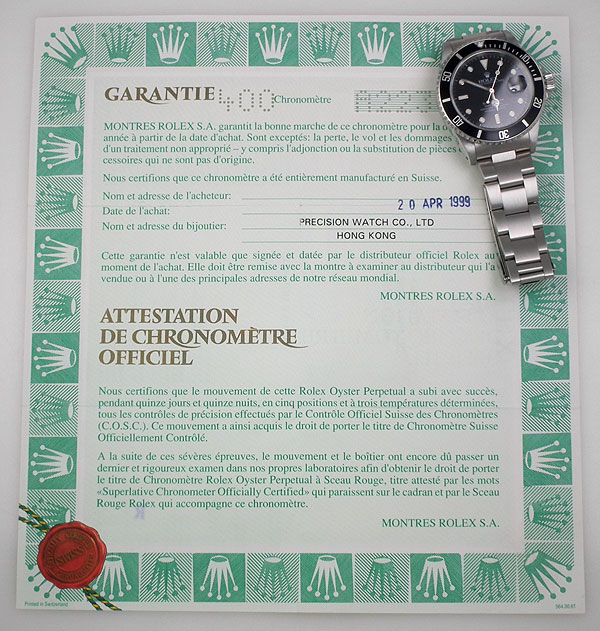 GARANTIE 400 Chronomètre
MONTRES ROLEX S.A. garantit la bonne marche de ce chronomètre pour la
année à partir de la date d'achat. Sont exceptés: la perte, le vol et les dommages
d'un traitement non approprié – y compris l'adjonction ou la substitution de pièces
cessoires qui ne sont pas d'origine.
Nous certifions que ce chronomètre a été entièrement manufacturé en Suisse.
Nom et adresse de l'acheteur:
Date de l'achat: 20 APR 1999
Nom et adresse du bijoutier: PRECISION WATCH CO., LTD
HONG KONG
Cette garantie n'est valable que signée et datée par le distributeur officiel Rolex au
moment de l'achat. Elle doit être remise avec la montre à examiner au distributeur qui l'a
vendue ou à l'une des principales adresses de notre réseau mondial.
MONTRES ROLEX S.A.
ATTESTATION
DE CHRONOMÈTRE
OFFICIEL
Nous certifions que le mouvement de cette Rolex Oyster Perpetual a subi avec succès,
pendant quinze jours et quinze nuits, en cinq positions et à trois températures déterminées,
tous les contrôles de précision effectués par le Contrôle Officiel Suisse des Chronomètres
(C.O.S.C.). Ce mouvement a ainsi acquis le droit de porter le titre de Chronomètre Suisse
Officiellement Contrôlé.
A la suite de ces sévères épreuves, le mouvement et le boîtier ont encore dû passer un
dernier et rigoureux examen dans nos propres laboratoires afin d'obtenir le droit de porter
le titre de Chronomètre Rolex Oyster Perpetual à Sceau Rouge, titre attesté par les mots
«Superlative Chronometer Officially Certified» qui paraissent sur le cadran et par le Sceau
Rouge Rolex qui accompagne ce chronomètre.
MONTRES ROLEX S.A.
Printed in Switzerland
10
20
30
40
50